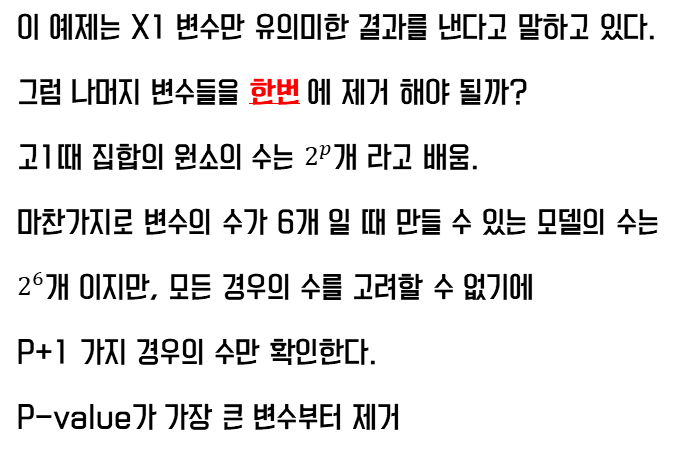 이 예제는 X1 변수만 유의미한 결과를 낸다고 말하고 있다.
그럼 나머지 변수들을 한번에 제거 해야 될까?
고1때 집합의 원소의 수는 2^p개 라고 배움.
마찬가지로 변수의 수가 6개 일 때 만들 수 있는 모델의 수는
2^6개 이지만, 모든 경우의 수를 고려할 수 없기에
P+1 가지 경우의 수만 확인한다.
P-value가 가장 큰 변수부터 제거